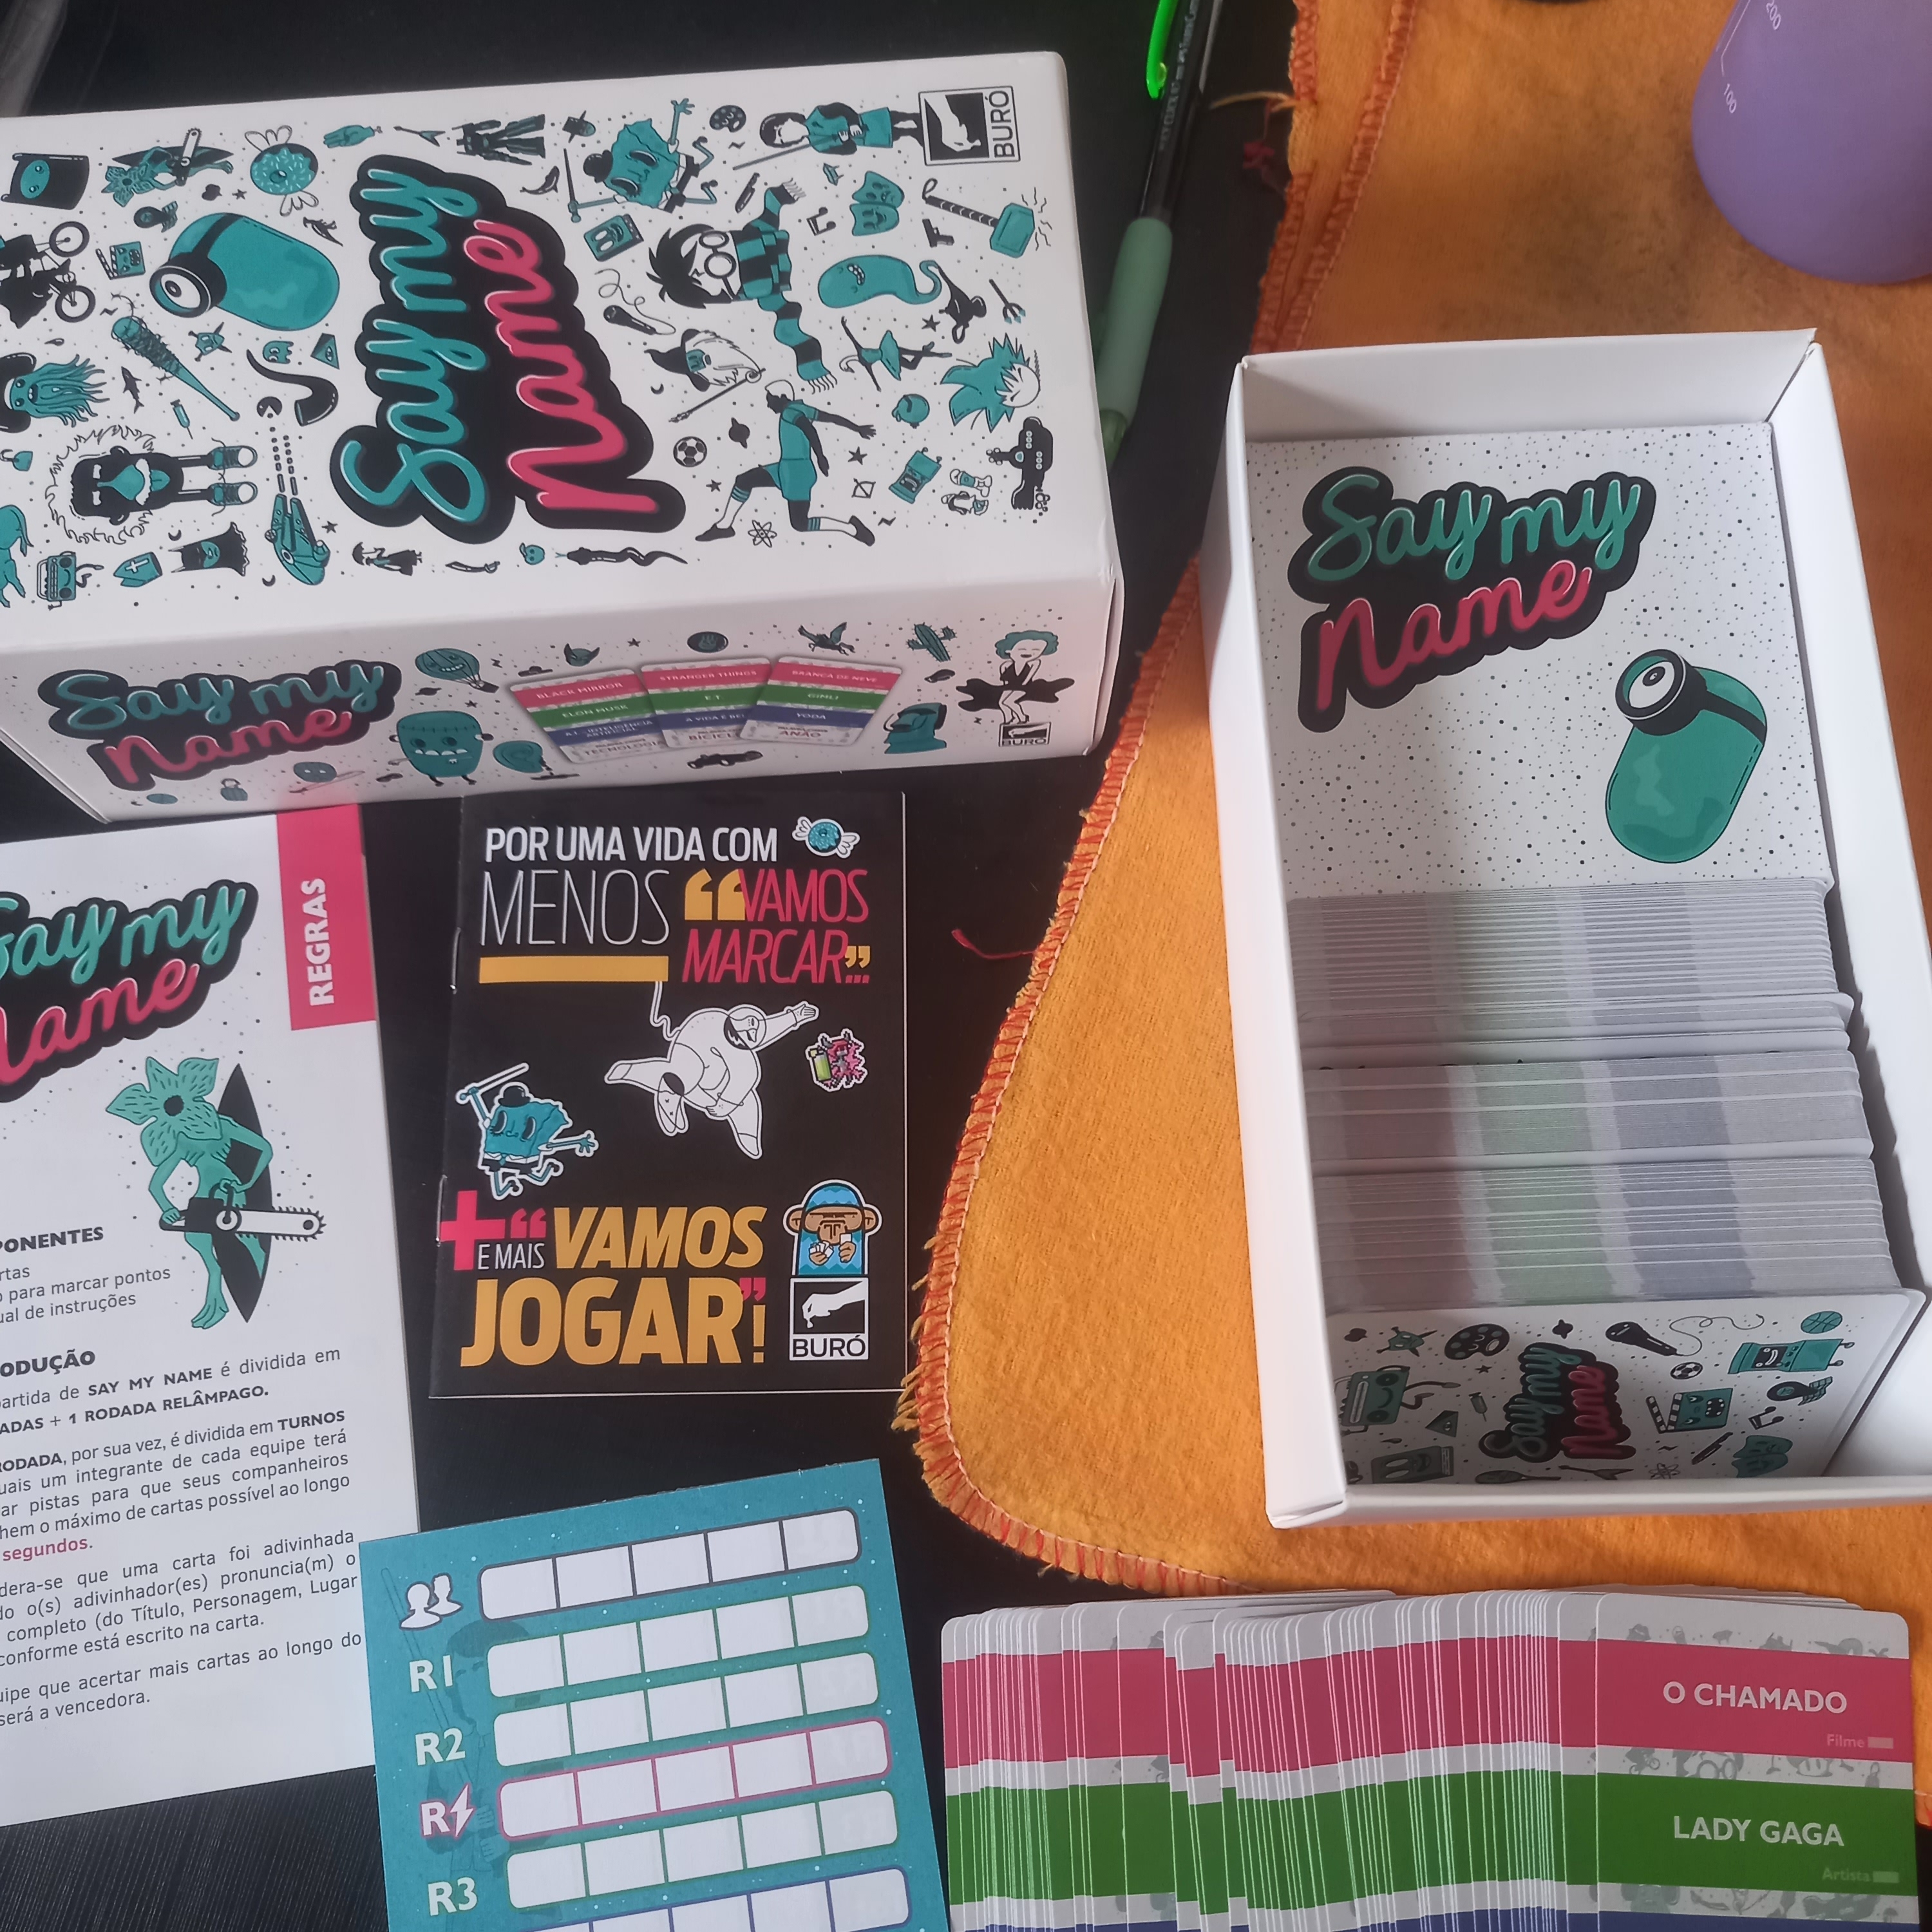 Say my
Name
BURÓ
Say my
Name
BLACK MIRROR
ELON MUSK
STRANGER THINGS
E.T
A VIDA É BE
BRANCA DE NEVE
GIMLI
YODA
ANÃO
BURÓ
200
100
Say my
Name
REGRAS
Say my
Name
PONENTES
rtas
o para marcar pontos
ual de instruções
ODUÇÃO
partida de SAY MY NAME é dividida em
ADAS + 1 RODADA RELÂMPAGO.
RODADA, por sua vez, é dividida em TURNOS
uais um integrante de cada equipe terá
ar pistas para que seus companheiros
hem o máximo de cartas possível ao longo
segundos.
dera-se que uma carta foi adivinhada
do o(s) adivinhador(es) pronuncia(m) o
completo (do Título, Personagem, Lugar
conforme está escrito na carta.
uipe que acertar mais cartas ao longo do
será a vencedora.
POR UMA VIDA COM
MENOS “VAMOS
MARCAR...”
+ E MAIS “VAMOS
JOGAR”!
BURÓ
Say my
Name
R1
R2
R
R3
O CHAMADO
Filme
LADY GAGA
Artista